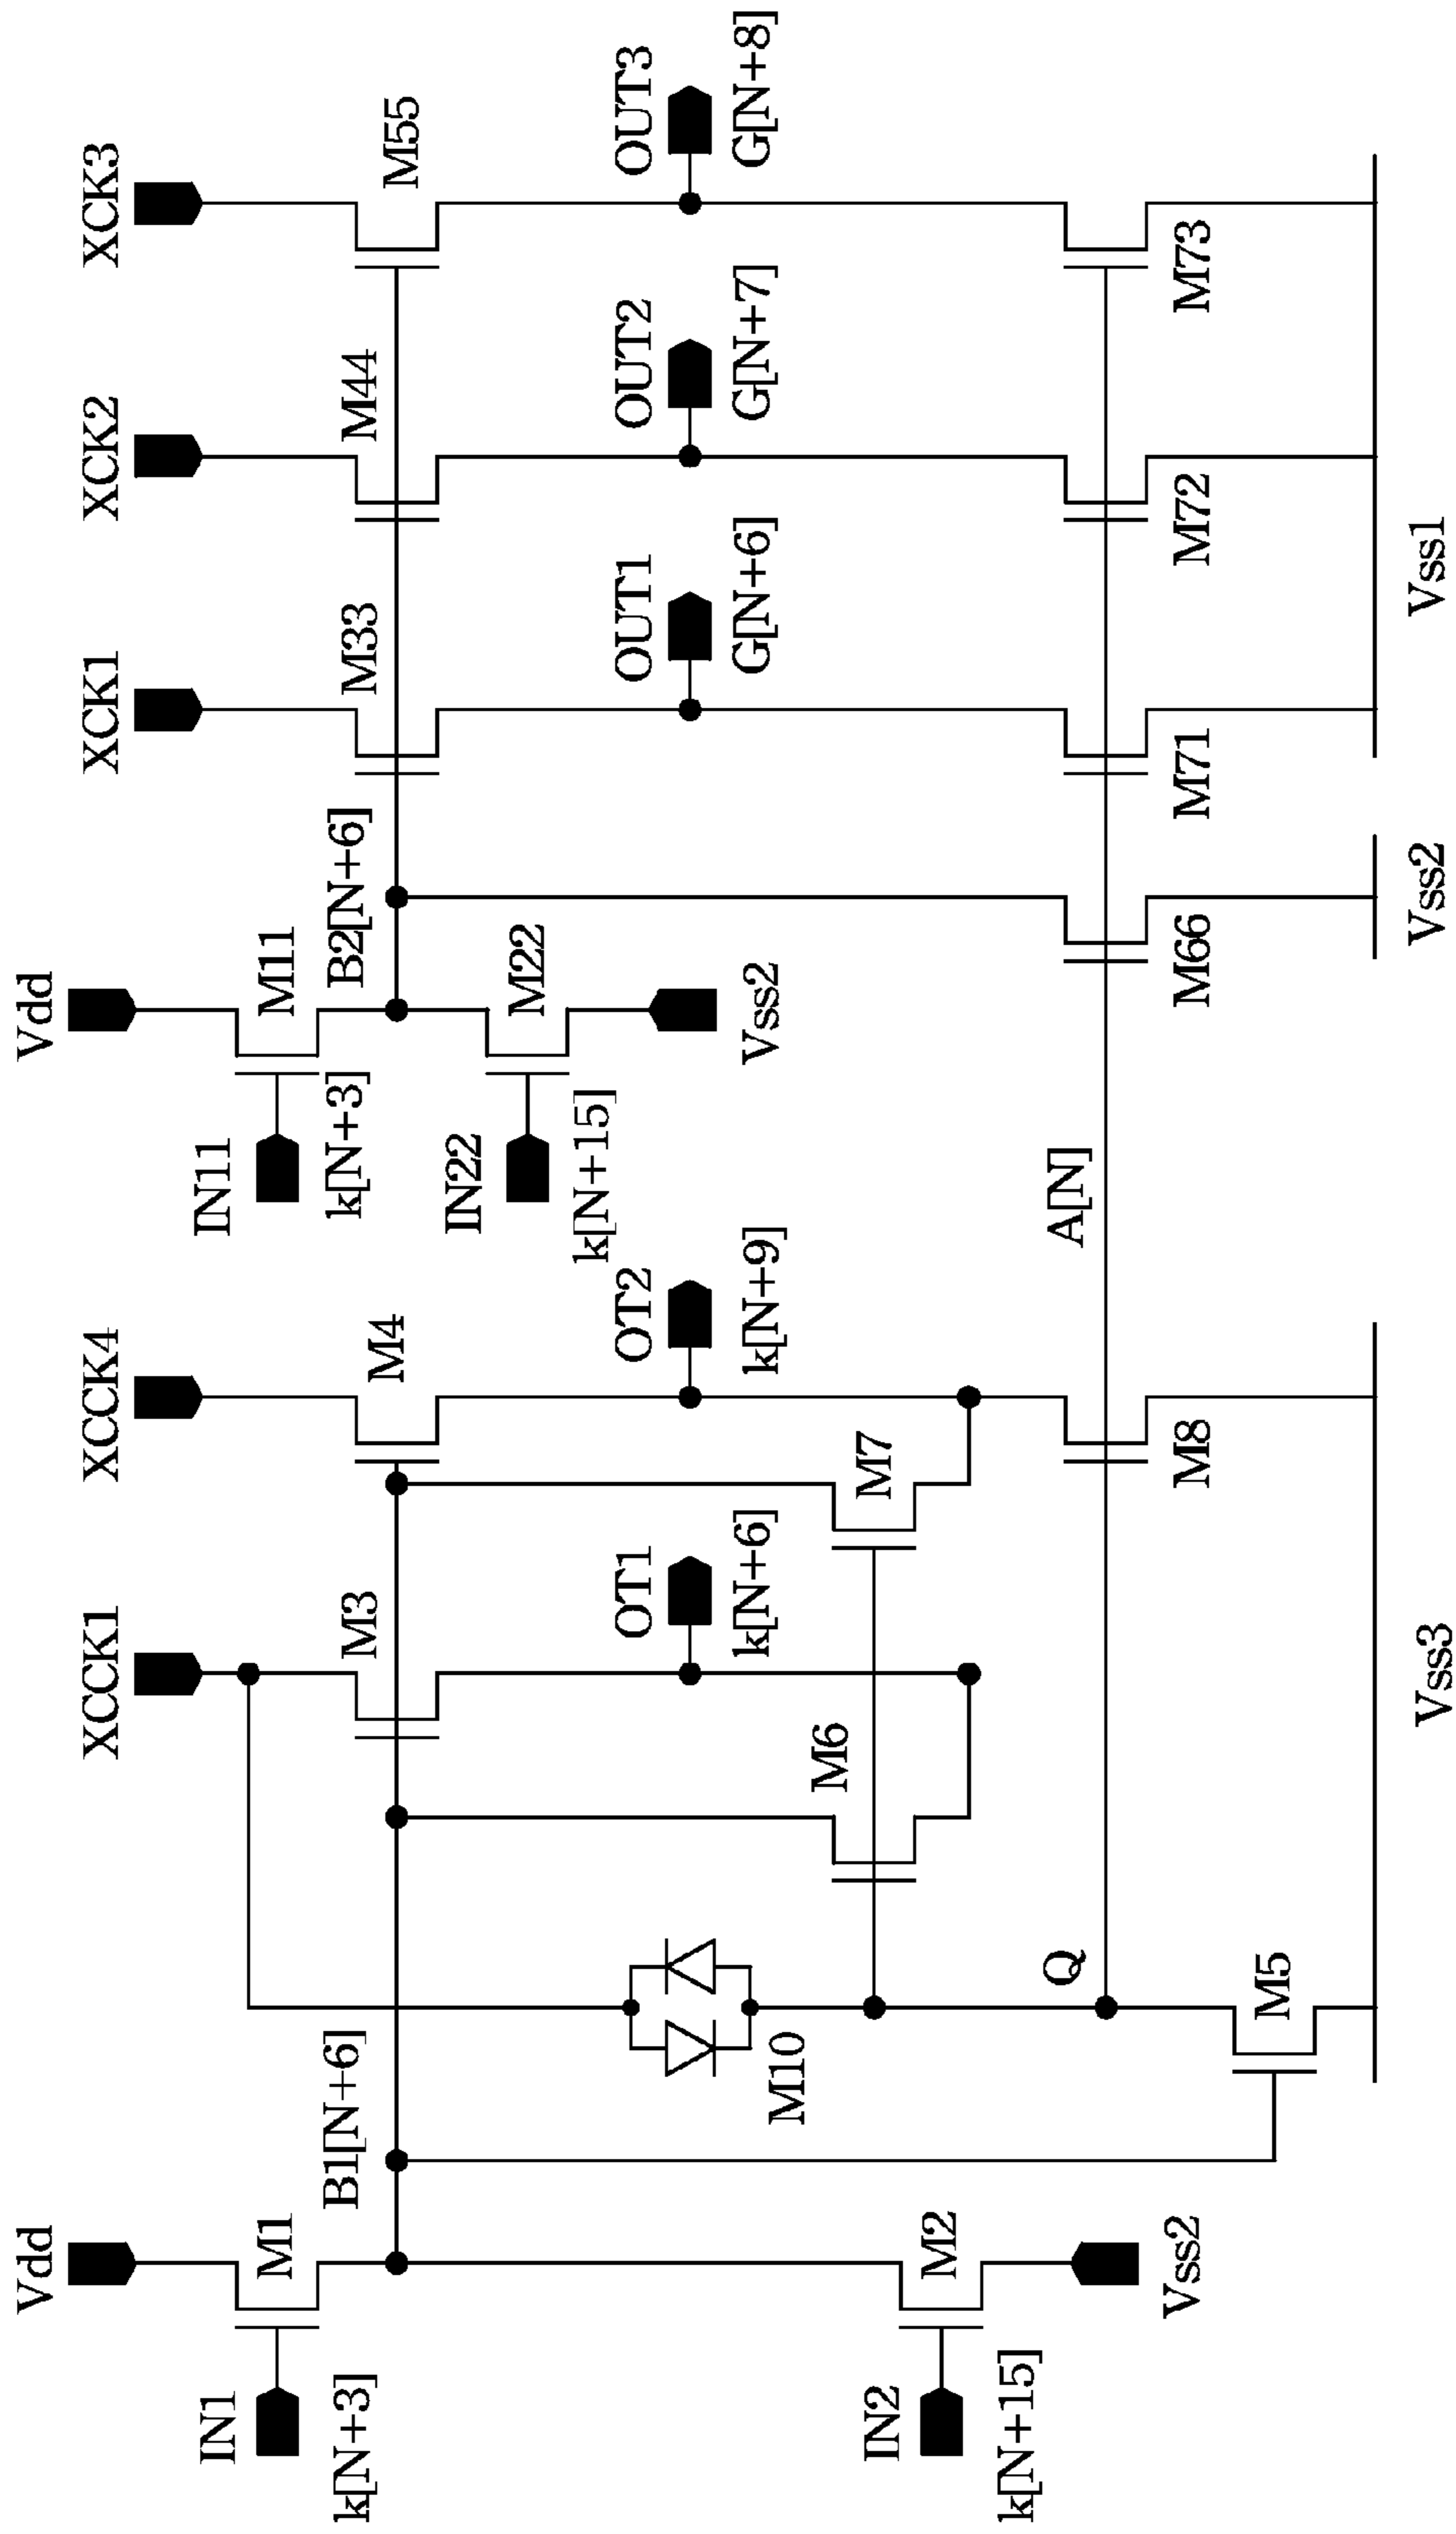 Vdd
Vdd
XCCK1
XCCK4
XCK1
XCK2
XCK3
IN1
k[N+3]
M1
B1[N+6]
M3
M4
IN11
k[N+3]
M11
B2[N+6]
M33
M44
M55
IN22
k[N+15]
M22
Vss2
OT1
k[N+6]
OT2
k[N+9]
OUT1
G[N+6]
OUT2
G[N+7]
OUT3
G[N+8]
M10
M6
M7
IN2
k[N+15]
M2
Vss2
Q
A[N]
M5
M8
M66
M71
M72
M73
Vss3
Vss2
Vss1